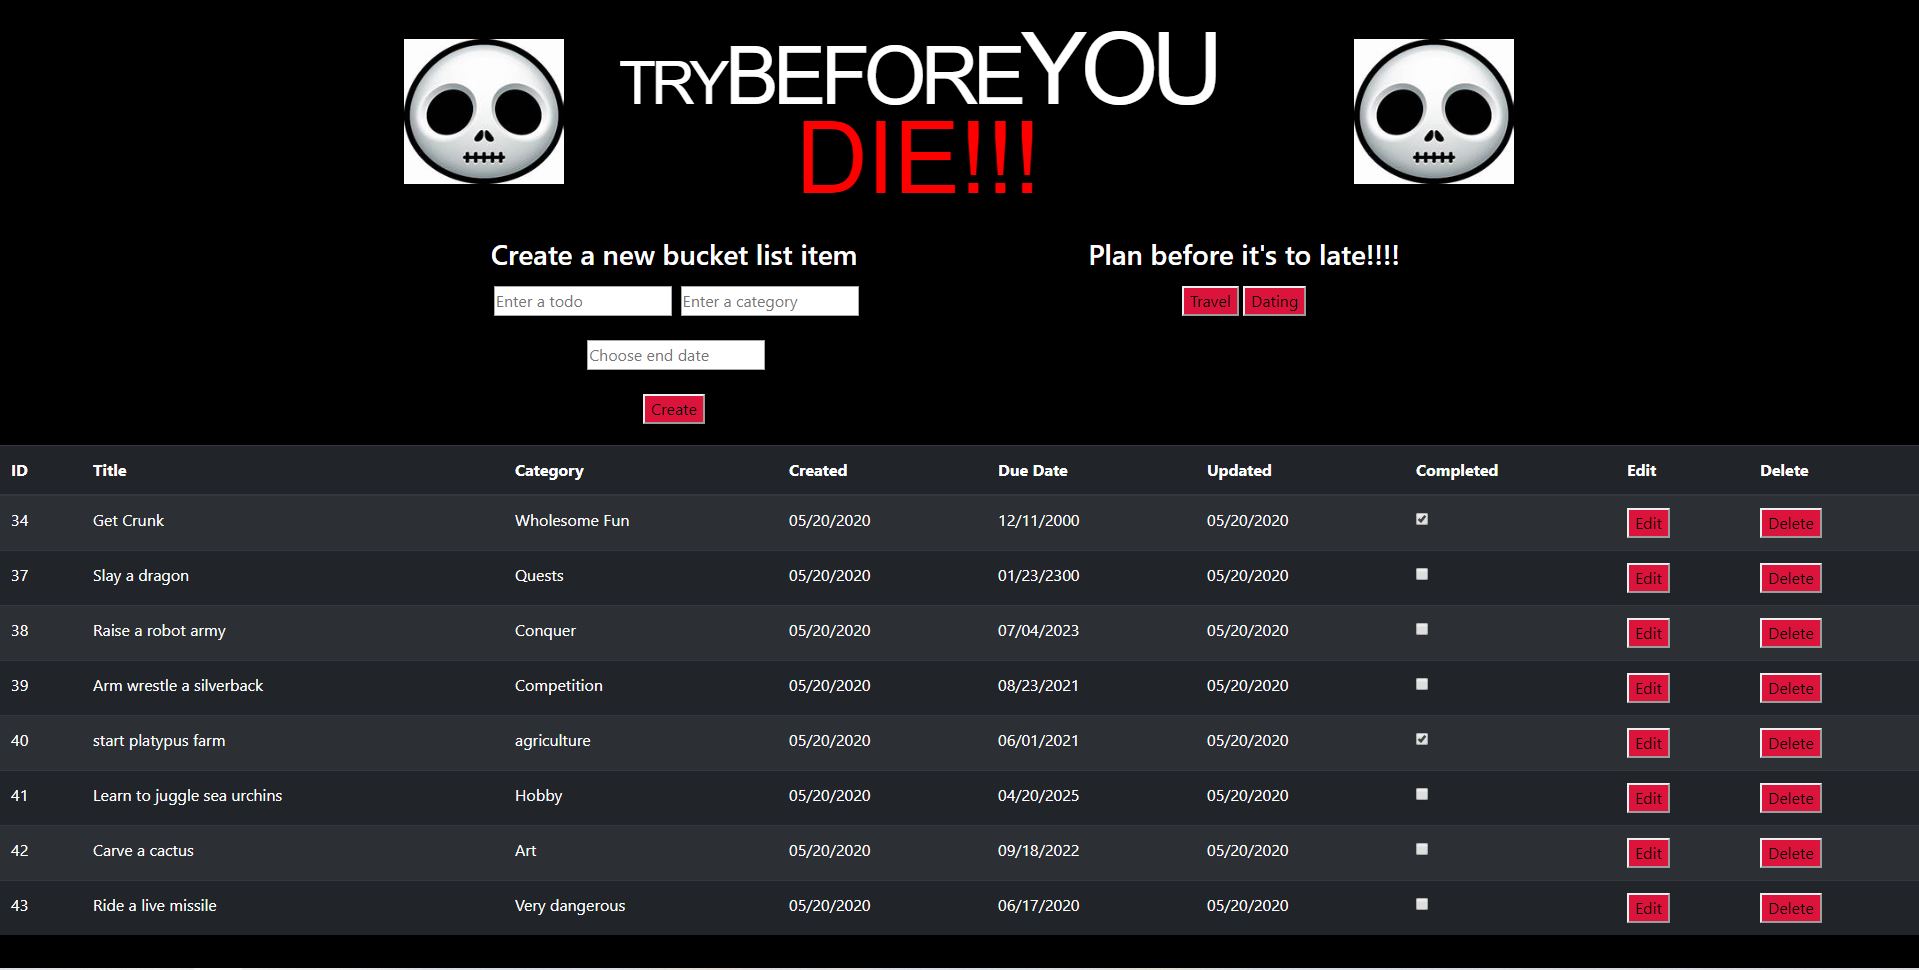 TRYBEFOREYOU
DIE!!!
Create a new bucket list item
Plan before it's to late!!!!
Enter a todo Enter a category
Travel Dating
Choose end date
Create
ID Title Category Created Due Date Updated Completed Edit Delete
34 Get Crunk Wholesome Fun 05/20/2020 12/11/2000 05/20/2020 Edit Delete
37 Slay a dragon Quests 05/20/2020 01/23/2300 05/20/2020 Edit Delete
38 Raise a robot army Conquer 05/20/2020 07/04/2023 05/20/2020 Edit Delete
39 Arm wrestle a silverback Competition 05/20/2020 08/23/2021 05/20/2020 Edit Delete
40 start platypus farm agriculture 05/20/2020 06/01/2021 05/20/2020 Edit Delete
41 Learn to juggle sea urchins Hobby 05/20/2020 04/20/2025 05/20/2020 Edit Delete
42 Carve a cactus Art 05/20/2020 09/18/2022 05/20/2020 Edit Delete
43 Ride a live missile Very dangerous 05/20/2020 06/17/2020 05/20/2020 Edit Delete